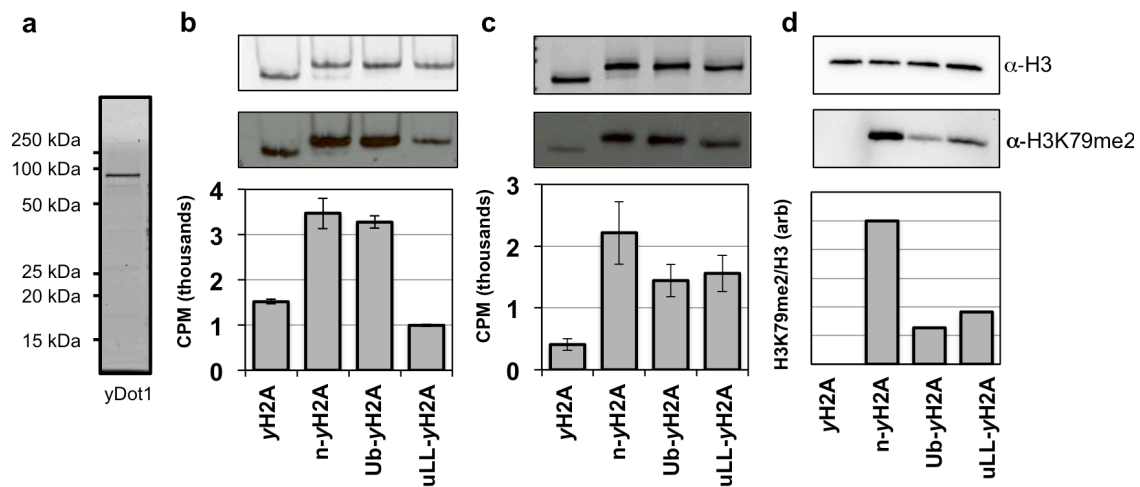 a
250 kDa
100 kDa
50 kDa
25 kDa
20 kDa
15 kDa
yDot1
b
CPM (thousands)
4
3
2
1
0
yH2A
n-yH2A
Ub-yH2A
uLL-yH2A
c
CPM (thousands)
3
2
1
0
yH2A
n-yH2A
Ub-yH2A
uLL-yH2A
d
α-H3
α-H3K79me2
H3K79me2/H3 (arb)
yH2A
n-yH2A
Ub-yH2A
uLL-yH2A